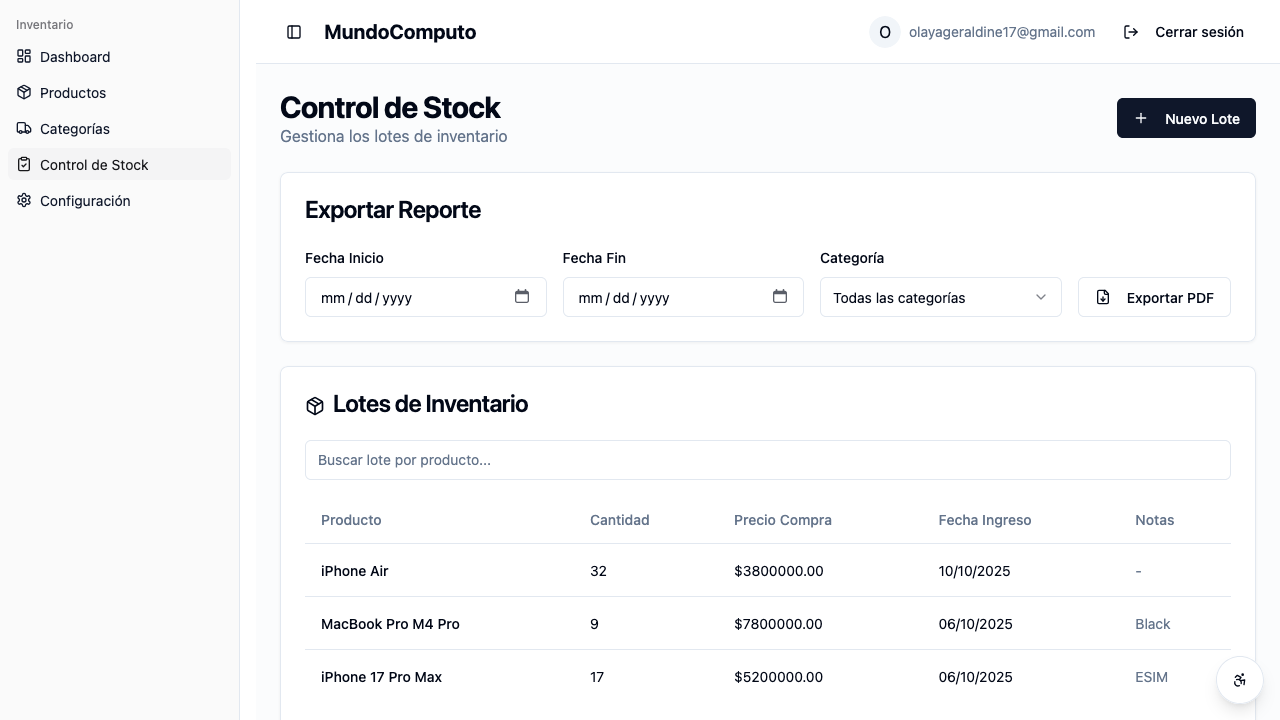 Inventario
Dashboard
Productos
Categorías
Control de Stock
Configuración
MundoComputo
O olayageraldine17@gmail.com Cerrar sesión
Control de Stock
Gestiona los lotes de inventario
Nuevo Lote
Exportar Reporte
Fecha Inicio Fecha Fin Categoría
mm/dd/yyyy mm/dd/yyyy Todas las categorías Exportar PDF
Lotes de Inventario
Buscar lote por producto...
Producto Cantidad Precio Compra Fecha Ingreso Notas
iPhone Air 32 $3800000.00 10/10/2025 -
MacBook Pro M4 Pro 9 $7800000.00 06/10/2025 Black
iPhone 17 Pro Max 17 $5200000.00 06/10/2025 ESIM